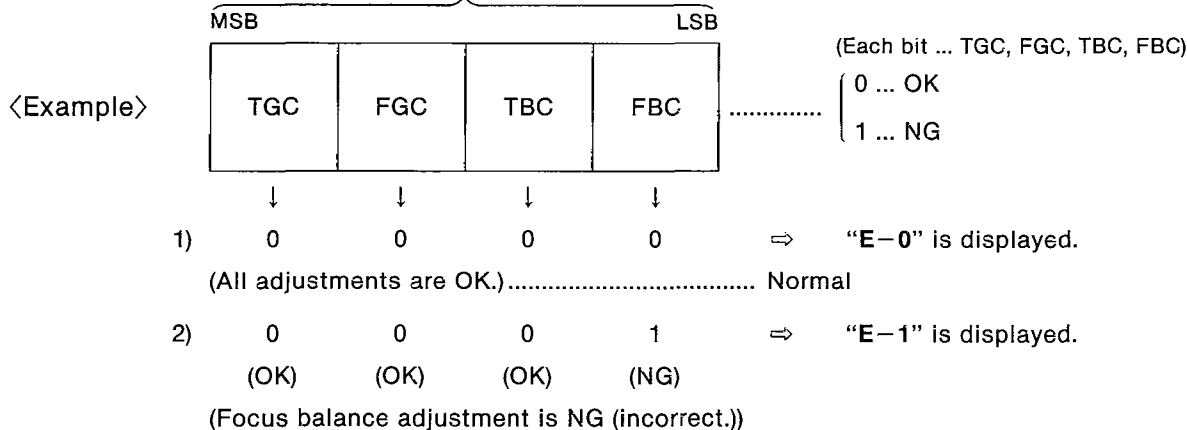 MSB LSB
(Each bit ... TGC, FGC, TBC, FBC)
〈Example〉 TGC FGC TBC FBC .............. 0 ... OK
1 ... NG
↓ ↓ ↓ ↓
1) 0 0 0 0 ⇨ “E−0” is displayed.
(All adjustments are OK.)................................... Normal
2) 0 0 0 1 ⇨ “E−1” is displayed.
(OK) (OK) (OK) (NG)
(Focus balance adjustment is NG (incorrect.))